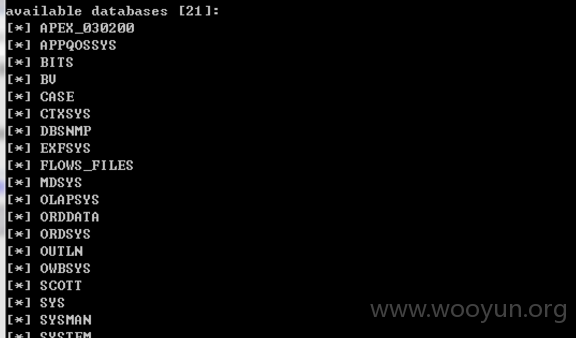 available databases [21]:
[*] APEX_030200
[*] APPQOSSYS
[*] BITS
[*] BV
[*] CASE
[*] CTXSYS
[*] DBSNMP
[*] EXFSYS
[*] FLOWS_FILES
[*] MDSYS
[*] OLAPSYS
[*] ORDDATA
[*] ORDSYS
[*] OUTLN
[*] OWBSYS
[*] SCOTT
[*] SYS
[*] SYSMAN
[*] SYSTEM
www.wooyun.org